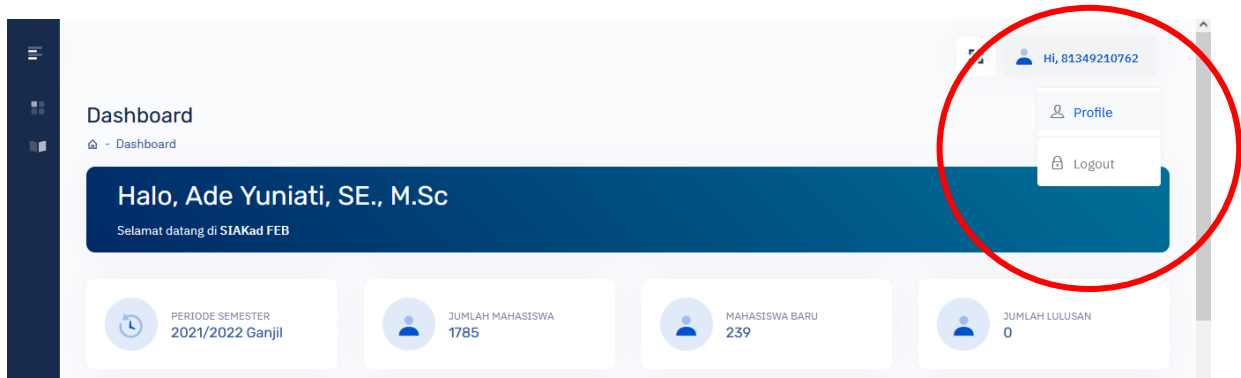 Hi, 81349210762
Profile
Logout
Dashboard
- Dashboard
Halo, Ade Yuniati, SE., M.Sc
Selamat datang di SIAKad FEB
PERIODE SEMESTER
2021/2022 Ganjil
JUMLAH MAHASISWA
1785
MAHASISWA BARU
239
JUMLAH LULUSAN
0